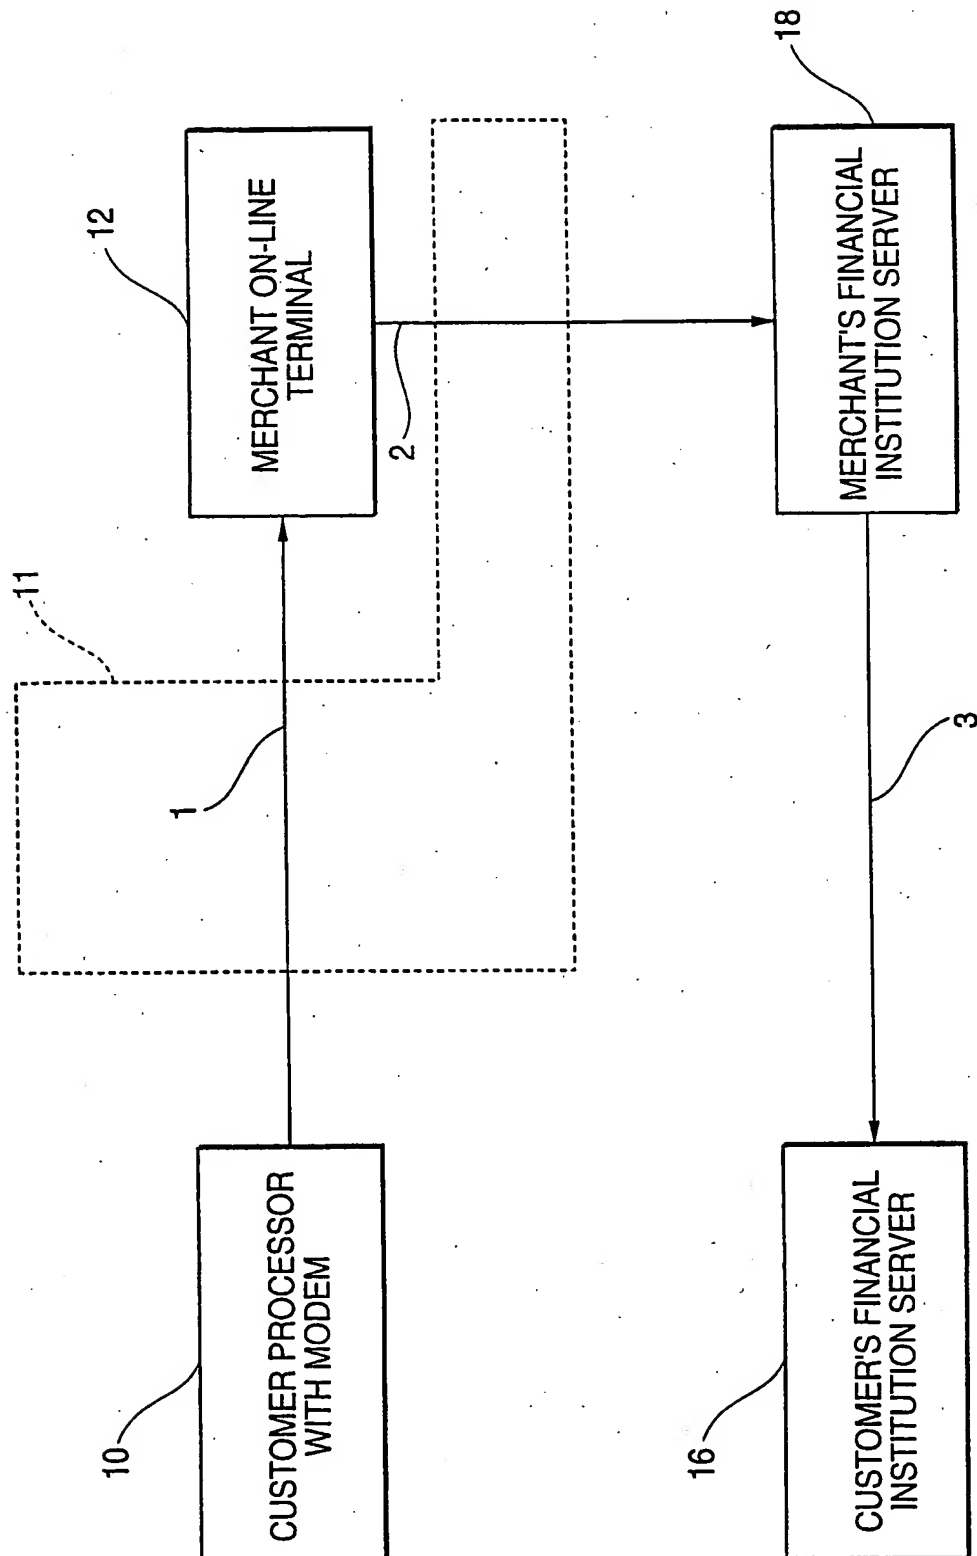 10
CUSTOMER PROCESSOR
WITH MODEM
11
1
12
MERCHANT ON-LINE
TERMINAL
2
16
CUSTOMER'S FINANCIAL
INSTITUTION SERVER
3
18
MERCHANT'S FINANCIAL
INSTITUTION SERVER